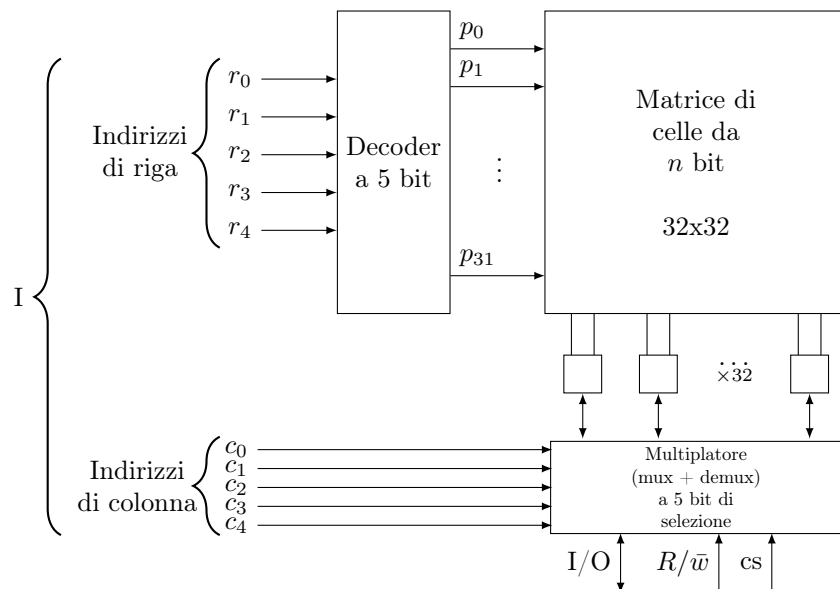 I
Indirizzi
di riga
r₀
r₁
r₂
r₃
r₄
Decoder
a 5 bit
p₀
p₁
⋮
p₃₁
Matrice di
celle da
n bit
32x32
...
×32
Indirizzi
di colonna
c₀
c₁
c₂
c₃
c₄
Multiplatore
(mux + demux)
a 5 bit di
selezione
I/O
R/w̄
cs